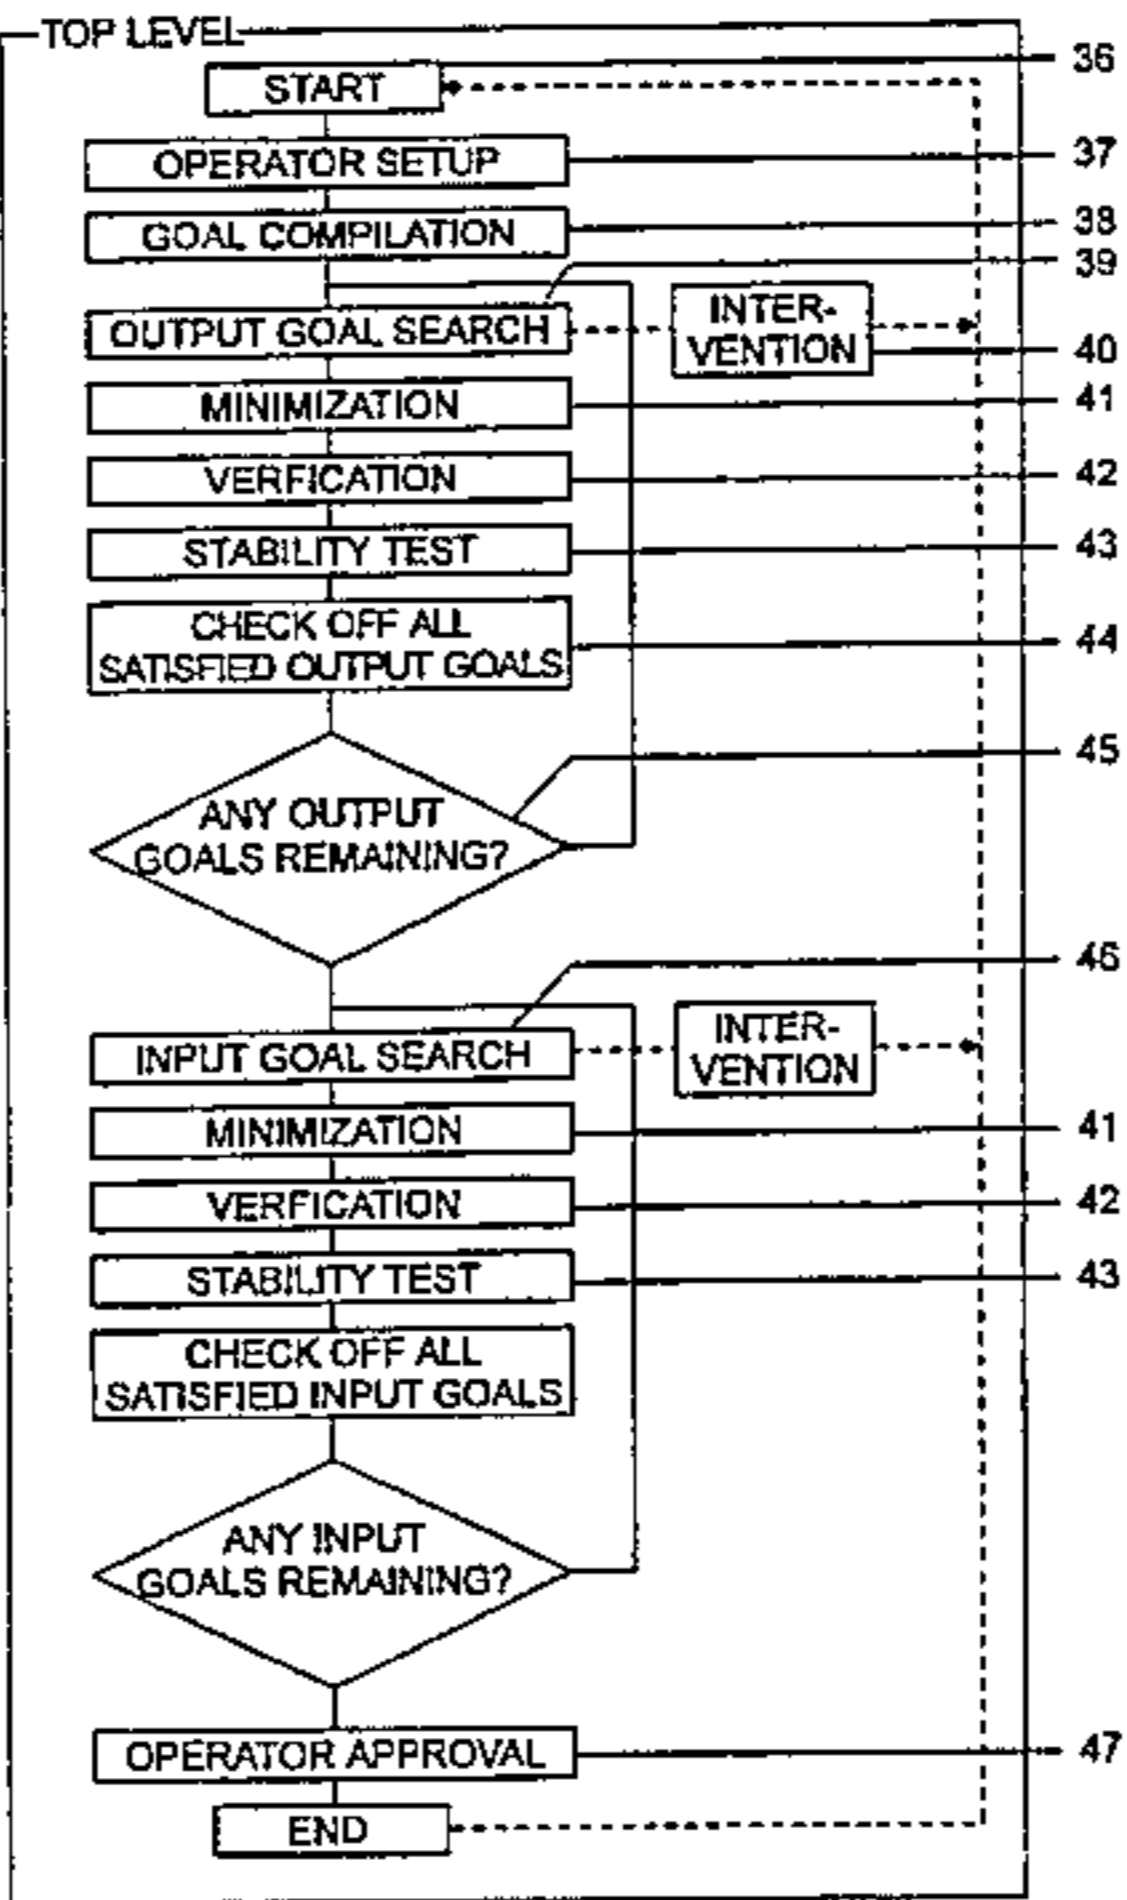 TOP LEVEL
START
36
OPERATOR SETUP
37
GOAL COMPILATION
38
39
OUTPUT GOAL SEARCH
INTER-
VENTION
40
MINIMIZATION
41
VERFICATION
42
STABILITY TEST
43
CHECK OFF ALL
SATISFIED OUTPUT GOALS
44
45
ANY OUTPUT
GOALS REMAINING?
46
INPUT GOAL SEARCH
INTER-
VENTION
MINIMIZATION
41
VERFICATION
42
STABILITY TEST
43
CHECK OFF ALL
SATISFIED INPUT GOALS
ANY INPUT
GOALS REMAINING?
OPERATOR APPROVAL
47
END